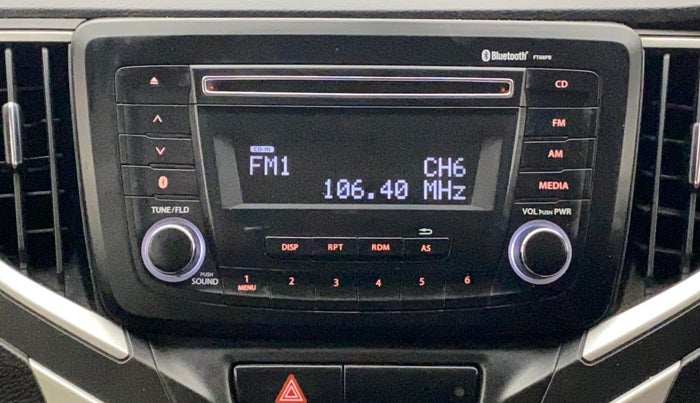 Bluetooth® FT68PB
CD
FM
AM
MEDIA
CD-IN
FM1 CH6
106.40 MHz
TUNE/FLD
VOL PUSH PWR
DISP RPT RDM AS
PUSH SOUND
1 2 3 4 5 6
MENU